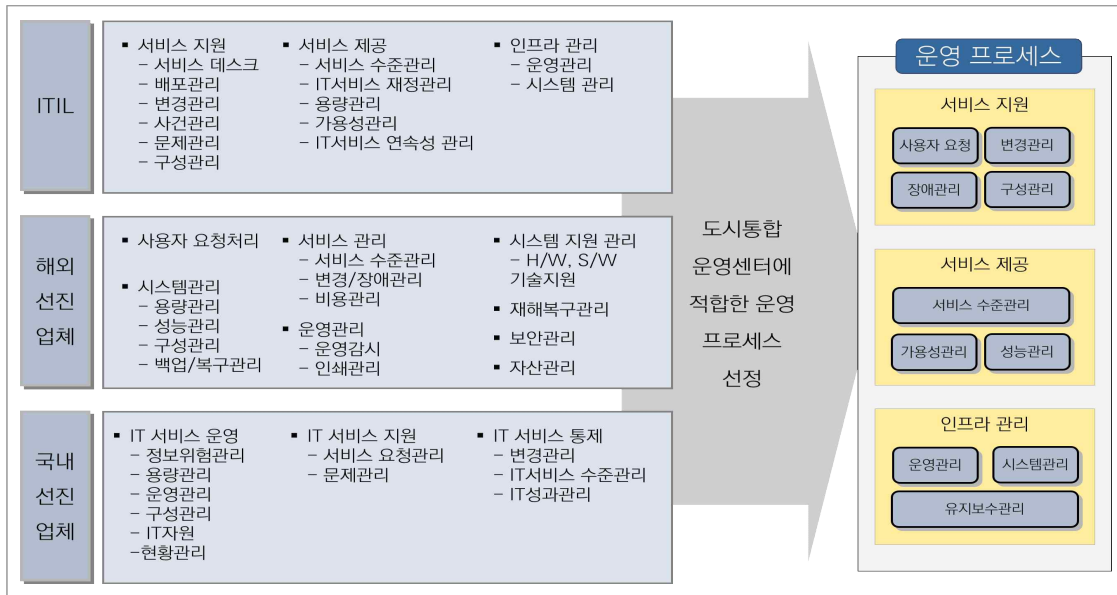 ITIL
▪ 서비스 지원
– 서비스 데스크
– 배포관리
– 변경관리
– 사건관리
– 문제관리
– 구성관리
▪ 서비스 제공
– 서비스 수준관리
– IT서비스 재정관리
– 용량관리
– 가용성관리
– IT서비스 연속성 관리
▪ 인프라 관리
– 운영관리
– 시스템 관리
해외
선진
업체
▪ 사용자 요청처리
▪ 시스템관리
– 용량관리
– 성능관리
– 구성관리
– 백업/복구관리
▪ 서비스 관리
– 서비스 수준관리
– 변경/장애관리
– 비용관리
▪ 운영관리
– 운영감시
– 인쇄관리
▪ 시스템 지원 관리
– H/W, S/W
기술지원
▪ 재해복구관리
▪ 보안관리
▪ 자산관리
국내
선진
업체
▪ IT 서비스 운영
– 정보위험관리
– 용량관리
– 운영관리
– 구성관리
– IT자원
–현황관리
▪ IT 서비스 지원
– 서비스 요청관리
– 문제관리
▪ IT 서비스 통제
– 변경관리
– IT서비스 수준관리
– IT성과관리
도시통합
운영센터에
적합한 운영
프로세스
선정
운영 프로세스
서비스 지원
사용자 요청
변경관리
장애관리
구성관리
서비스 제공
서비스 수준관리
가용성관리
성능관리
인프라 관리
운영관리
시스템관리
유지보수관리